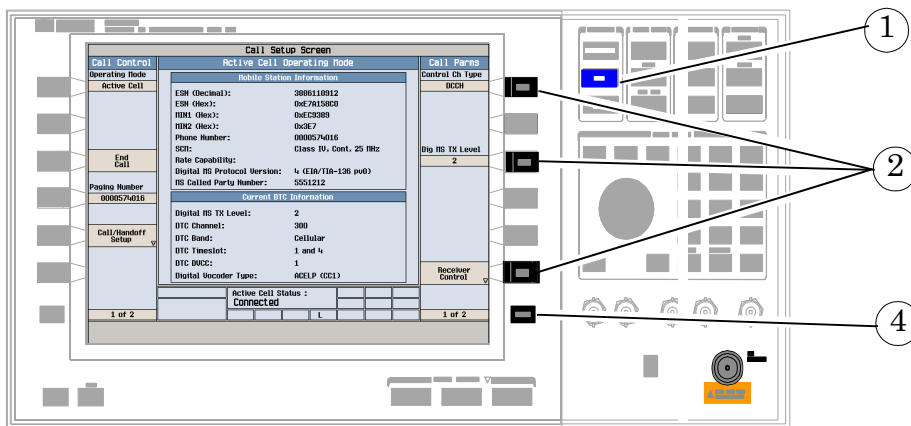 Call Setup Screen
Call Control
Active Cell Operating Mode
Call Parms
Operating Mode
Active Cell
End
Call
Paging Number
0000574016
Call/Handoff
Setup
1 of 2
Mobile Station Information
ESN (Decimal): 3886110912
ESN (Hex): 0xE7A158C0
MIN1 (Hex): 0xEC9389
MIN2 (Hex): 0x3E7
Phone Number: 0000574016
SCM: Class IV, Cont, 25 MHz
Rate Capability:
Digital MS Protocol Version: 4 (EIA/TIA-136 pv0)
MS Called Party Number: 5551212
Current DTC Information
Digital MS TX Level: 2
DTC Channel: 300
DTC Band: Cellular
DTC Timeslot: 1 and 4
DTC DVCC: 1
Digital Vocoder Type: ACELP (CC1)
Active Cell Status :
Connected
L
Control Ch Type
DCCH
Dig MS TX Level
2
Receiver
Control
1 of 2
1
2
4